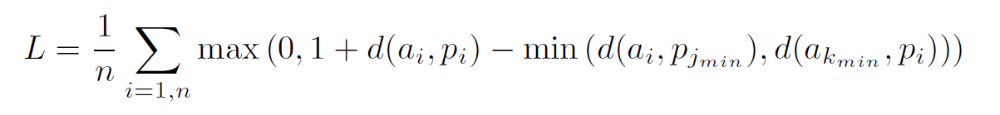 L = \frac{1}{n} \sum_{i=1,n} \max \left(0, 1 + d(a_i, p_i) - \min \left(d(a_i, p_{j_{min}}), d(a_{k_{min}}, p_i)\right)\right)